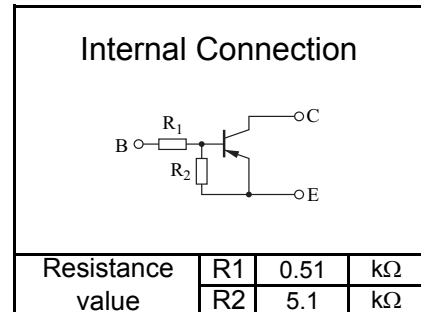 Internal Connection
C
R1
B
R2
E
Resistance value R1 0.51 kΩ
R2 5.1 kΩ